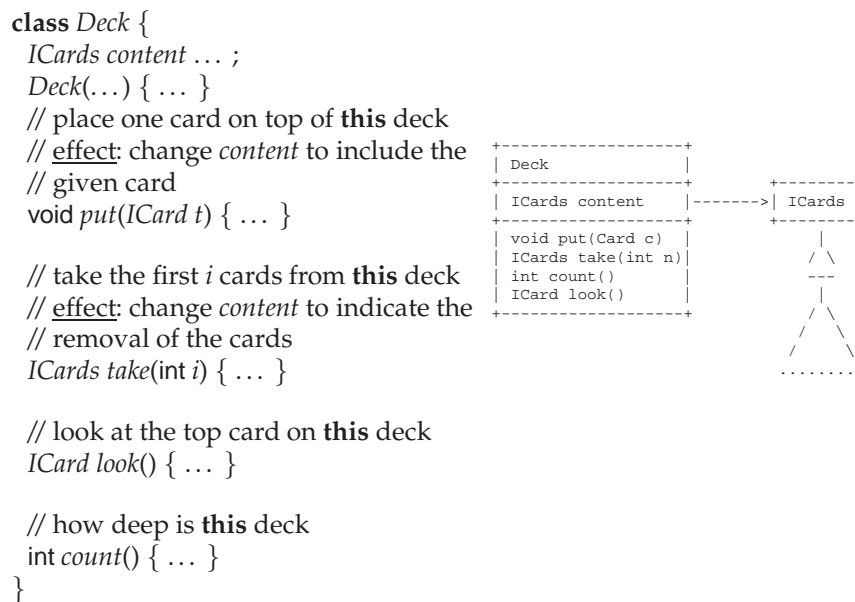 class Deck {
ICards content ... ;
Deck(...) { ... }
// place one card on top of this deck
// effect: change content to include the
// given card
void put(ICard t) { ... }
// take the first i cards from this deck
// effect: change content to indicate the
// removal of the cards
ICards take(int i) { ... }
// look at the top card on this deck
ICard look() { ... }
// how deep is this deck
int count() { ... }
}
+-------------------+
| Deck              |
+-------------------+       +--------
| ICards content    |------->| ICards
+-------------------+       +--------
| void put(Card c)  |            |
| ICards take(int n)|           / \
| int count()       |           ---
| ICard look()      |            |
+-------------------+           / \
/   \
/     \
........